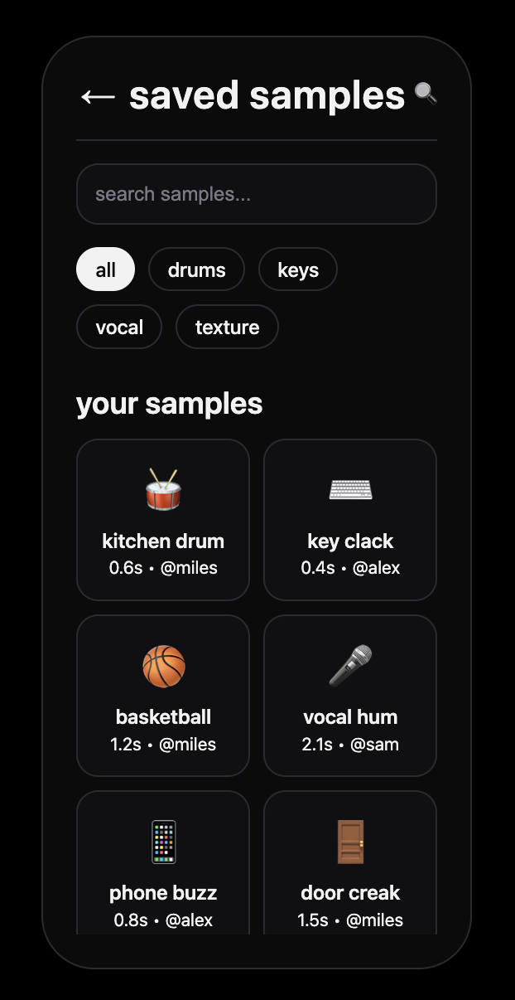 ← saved samples
search samples...
all drums keys
vocal texture
your samples
kitchen drum
0.6s • @miles
key clack
0.4s • @alex
basketball
1.2s • @miles
vocal hum
2.1s • @sam
phone buzz
0.8s • @alex
door creak
1.5s • @miles